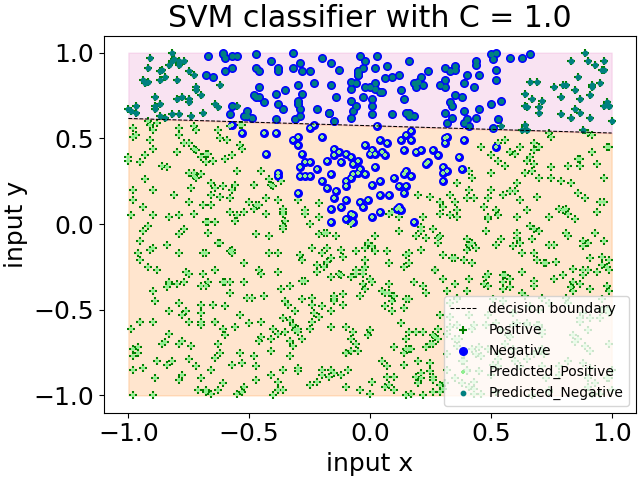 SVM classifier with C = 1.0
input y
1.0
0.5
0.0
−0.5
−1.0
decision boundary
Positive
Negative
Predicted_Positive
Predicted_Negative
−1.0 −0.5 0.0 0.5 1.0
input x